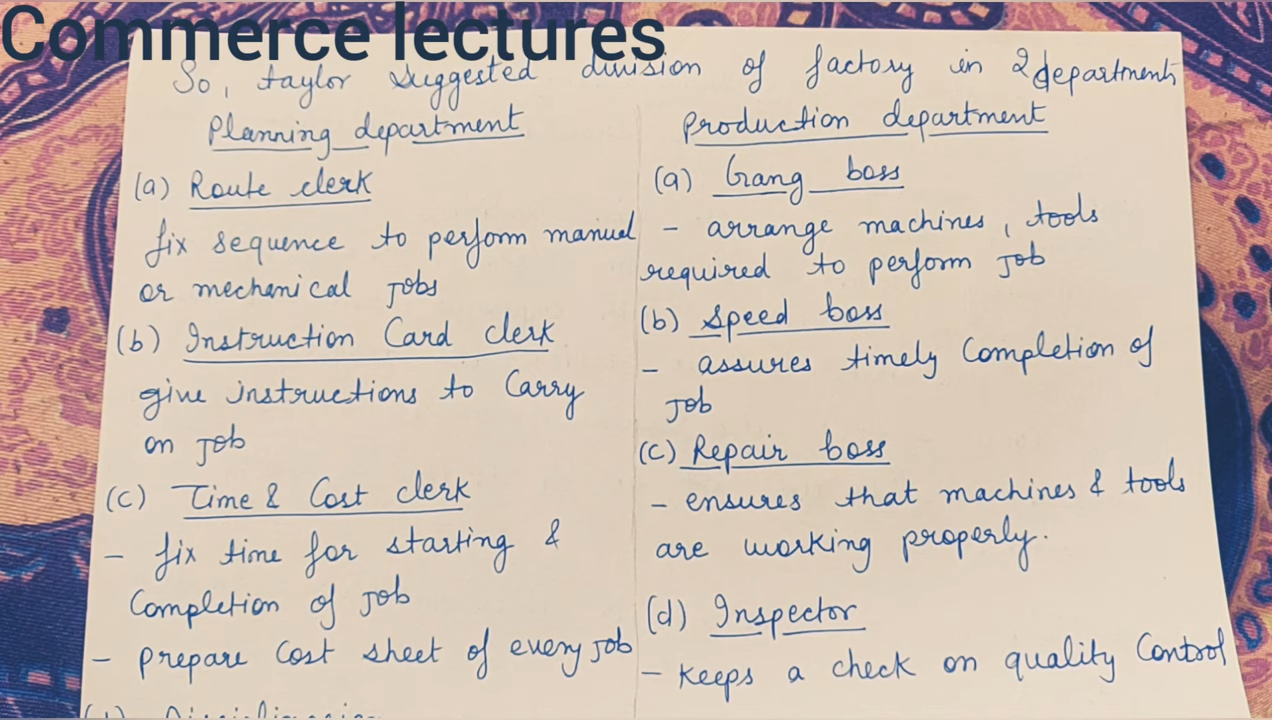 Commerce lectures
So, taylor suggested division of factory in 2 departments
Planning department
(a) Route clerk
fix sequence to perform manual
or mechanical jobs
(b) Instruction Card clerk
give instructions to Carry
on job
(c) Time & Cost clerk
- fix time for starting &
Completion of job
- prepare Cost sheet of every job
Production department
(a) Gang boss
- arrange machines, tools
required to perform job
(b) Speed boss
- assures timely Completion of
job
(c) Repair boss
- ensures that machines & tools
are working properly.
(d) Inspector
- keeps a check on quality Control